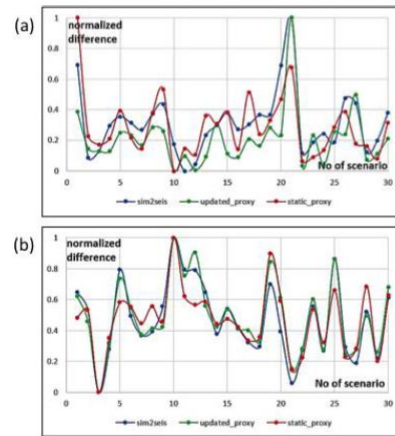 (a)
normalized
difference
1
0.8
0.6
0.4
0.2
0
0 5 10 15 20 25 30
No of scenario
sim2seis updated_proxy static_proxy
(b)
normalized
difference
1
0.8
0.6
0.4
0.2
0
0 5 10 15 20 25 30
No of scenario
sim2seis updated_proxy static_proxy